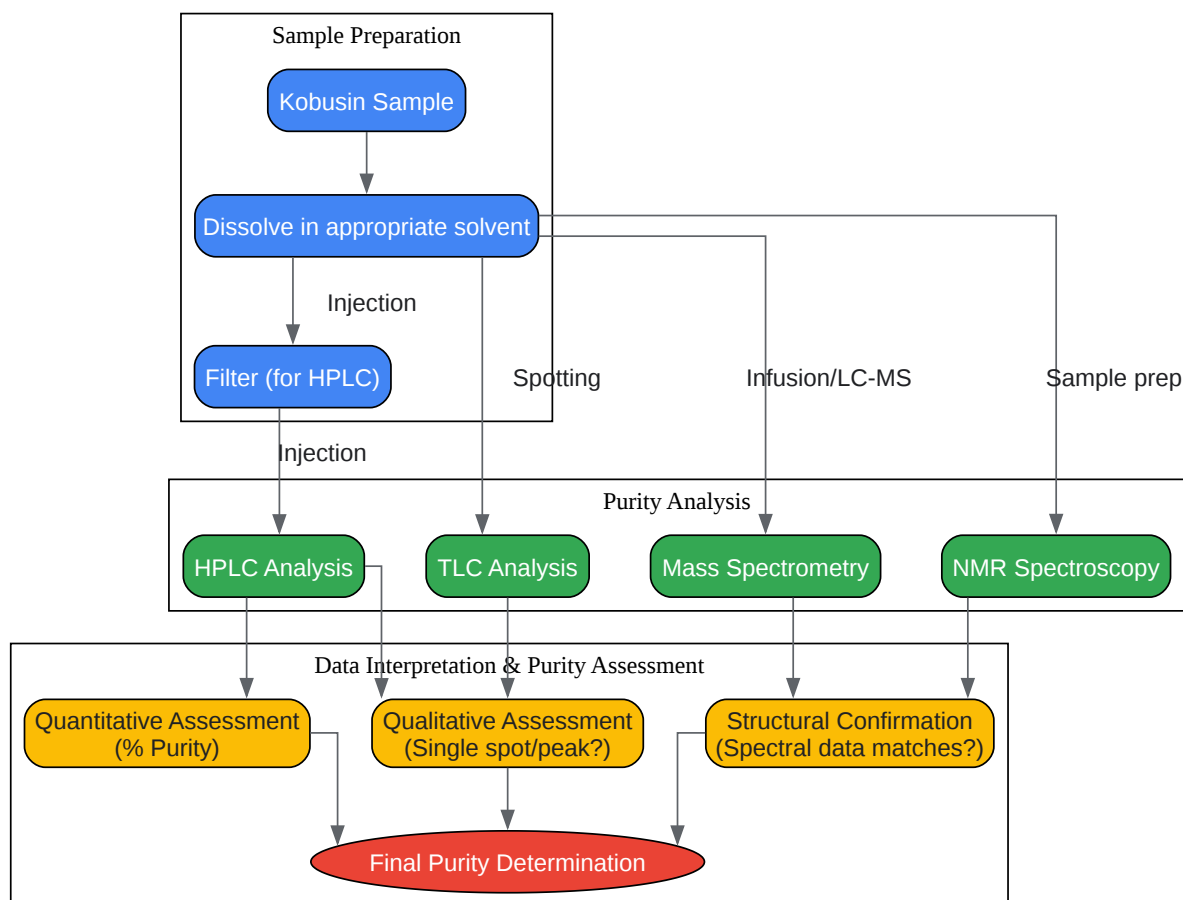 Sample Preparation
Kobusin Sample
Dissolve in appropriate solvent
Injection
Filter (for HPLC)
Spotting
Infusion/LC-MS
Sample prep
Injection
Purity Analysis
HPLC Analysis
TLC Analysis
Mass Spectrometry
NMR Spectroscopy
Data Interpretation & Purity Assessment
Quantitative Assessment
(% Purity)
Qualitative Assessment
(Single spot/peak?)
Structural Confirmation
(Spectral data matches?)
Final Purity Determination